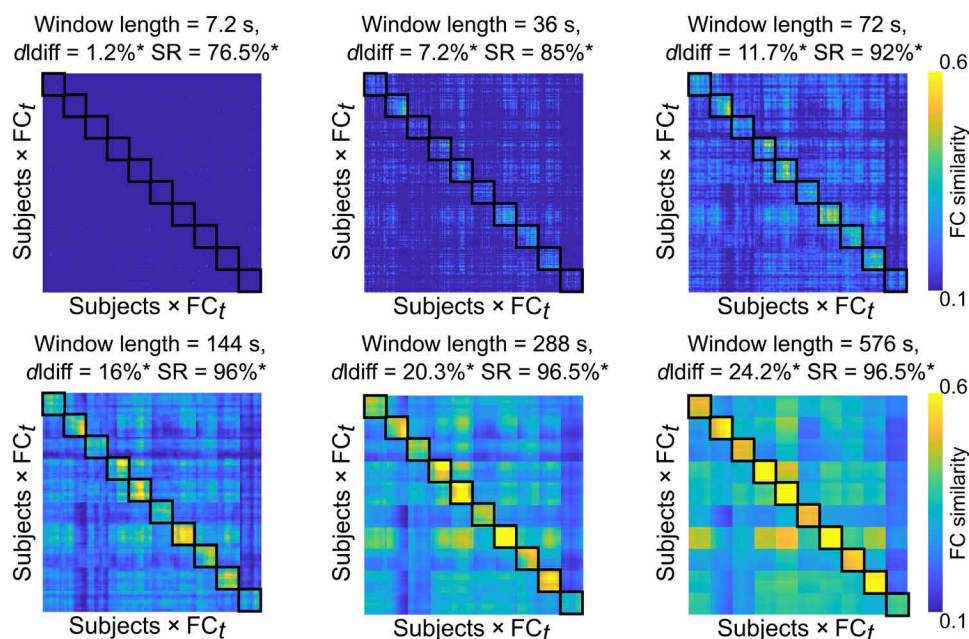 Window length = 7.2 s,
dIdiff = 1.2%* SR = 76.5%*
Subjects × FCt
Subjects × FCt
Window length = 36 s,
dIdiff = 7.2%* SR = 85%*
Subjects × FCt
Subjects × FCt
Window length = 72 s,
dIdiff = 11.7%* SR = 92%*
Subjects × FCt
Subjects × FCt
0.6
FC similarity
0.1
Window length = 144 s,
dIdiff = 16%* SR = 96%*
Subjects × FCt
Subjects × FCt
Window length = 288 s,
dIdiff = 20.3%* SR = 96.5%*
Subjects × FCt
Subjects × FCt
Window length = 576 s,
dIdiff = 24.2%* SR = 96.5%*
Subjects × FCt
Subjects × FCt
0.6
FC similarity
0.1